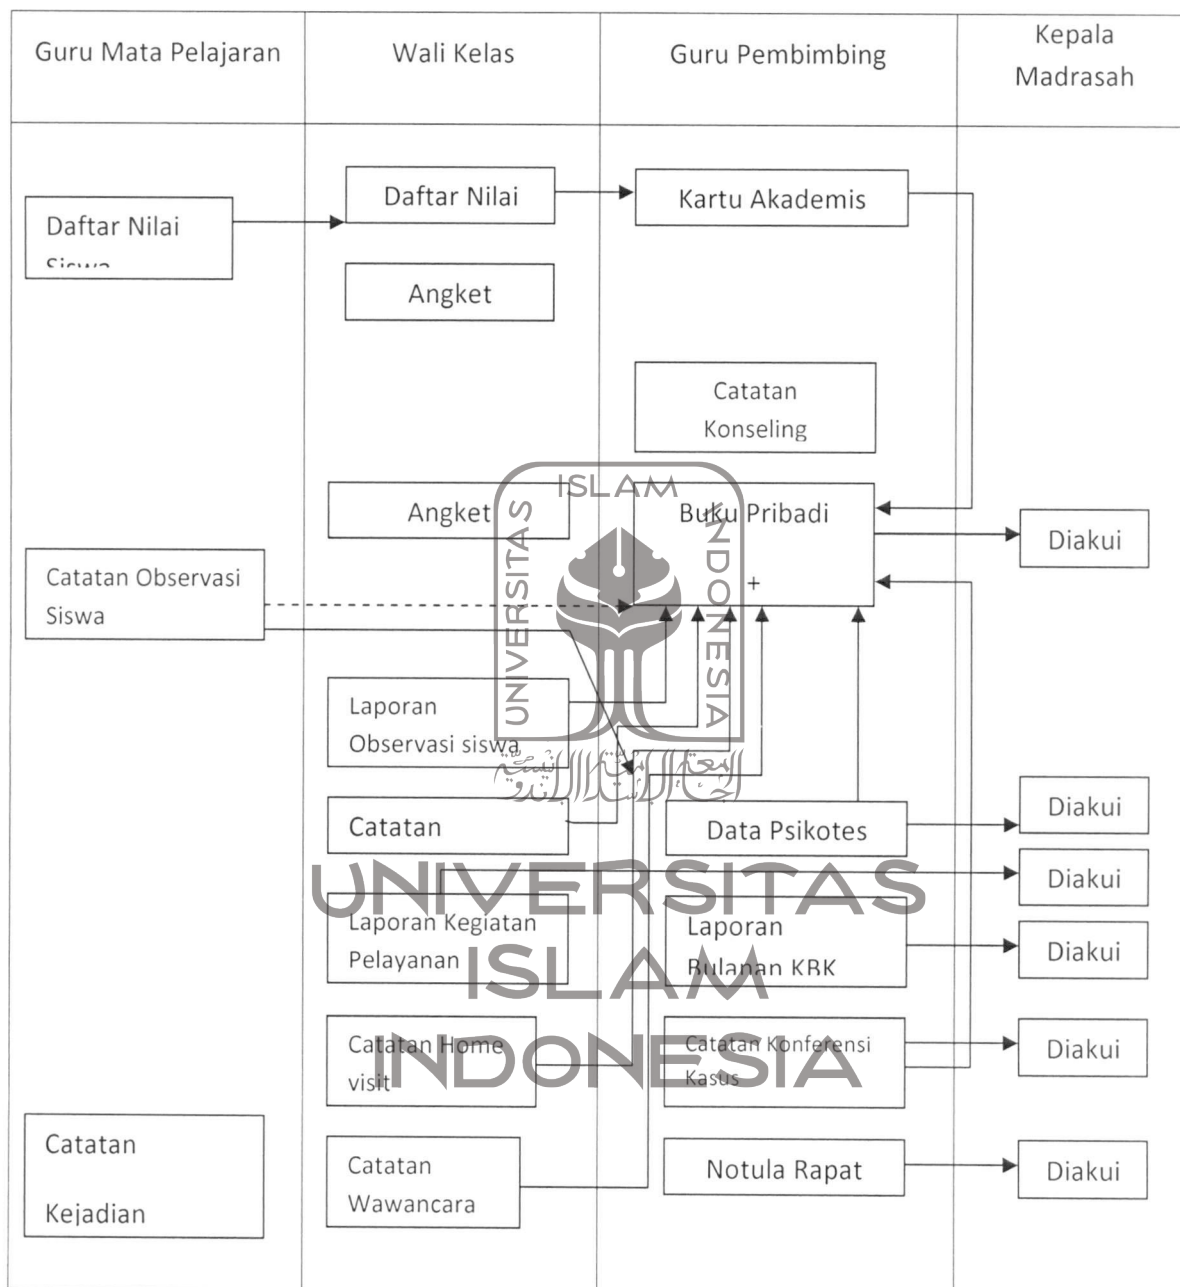 Guru Mata Pelajaran
Wali Kelas
Guru Pembimbing
Kepala
Madrasah
Daftar Nilai
Siswa
Daftar Nilai
Kartu Akademis
Angket
Catatan
Konseling
Angket
Buku Pribadi
+
Diakui
Catatan Observasi
Siswa
Laporan
Observasi siswa
Catatan
Data Psikotes
Diakui
Diakui
Laporan Kegiatan
Pelayanan
Laporan
Bulanan KBK
Diakui
Catatan Home
visit
Catatan Konferensi
Kasus
Diakui
Catatan
Kejadian
Catatan
Wawancara
Notula Rapat
Diakui
ISLAM
UNIVERSITAS
INDONESIA
UNIVERSITAS
ISLAM
INDONESIA